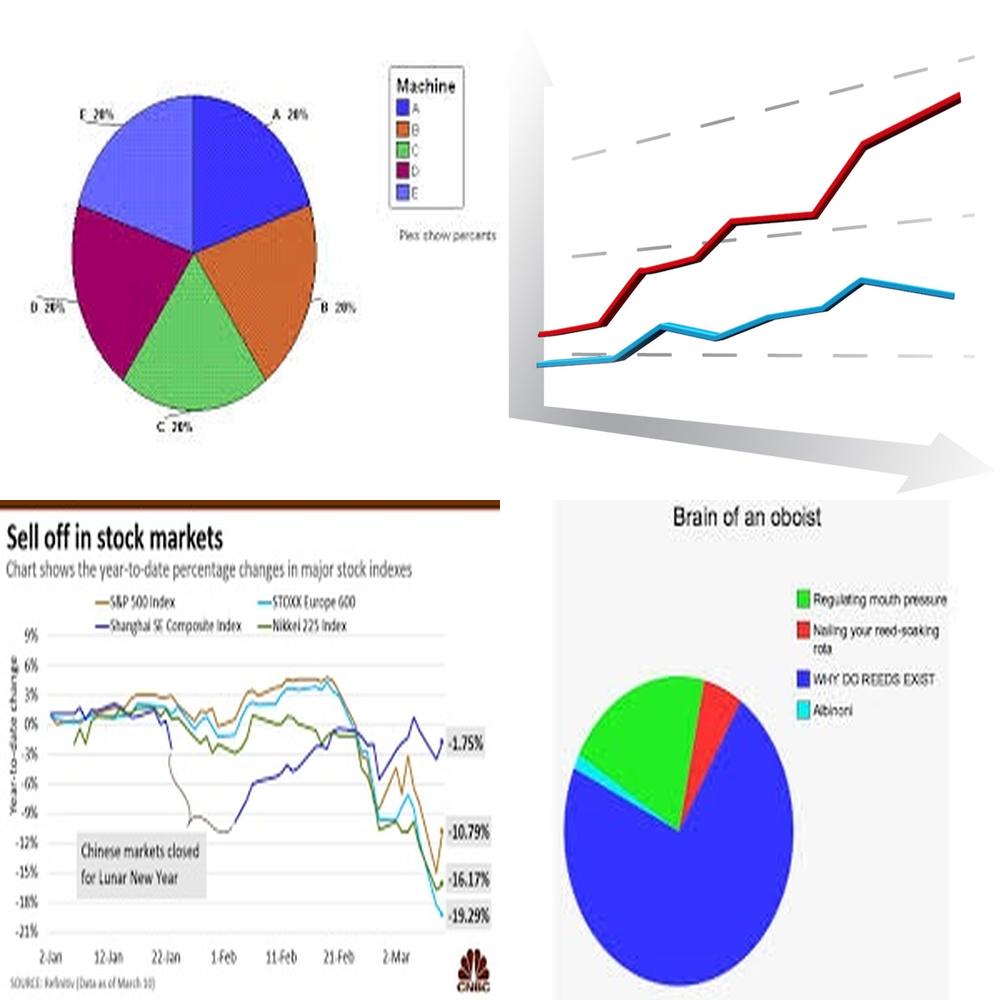 Machine
A
B
C
D
E
Pies show percents
E 20%
A 20%
D 20%
B 20%
C 20%
Sell off in stock markets
Chart shows the year-to-date percentage changes in major stock indexes
S&P 500 Index
STOXX Europe 600
Shanghai SE Composite Index
Nikkei 225 Index
Year-to-date change
9%
6%
3%
0%
-3%
-6%
-9%
-12%
-15%
-18%
-21%
-1.75%
-10.79%
-16.17%
-19.29%
Chinese markets closed
for Lunar New Year
2-Jan
12-Jan
22-Jan
1-Feb
11-Feb
21-Feb
2-Mar
SOURCE: Refinitiv (Data as of March 10)
CNBC
Brain of an oboist
Regulating mouth pressure
Nailing your reed-soaking
rota
WHY DO REEDS EXIST
Albinoni